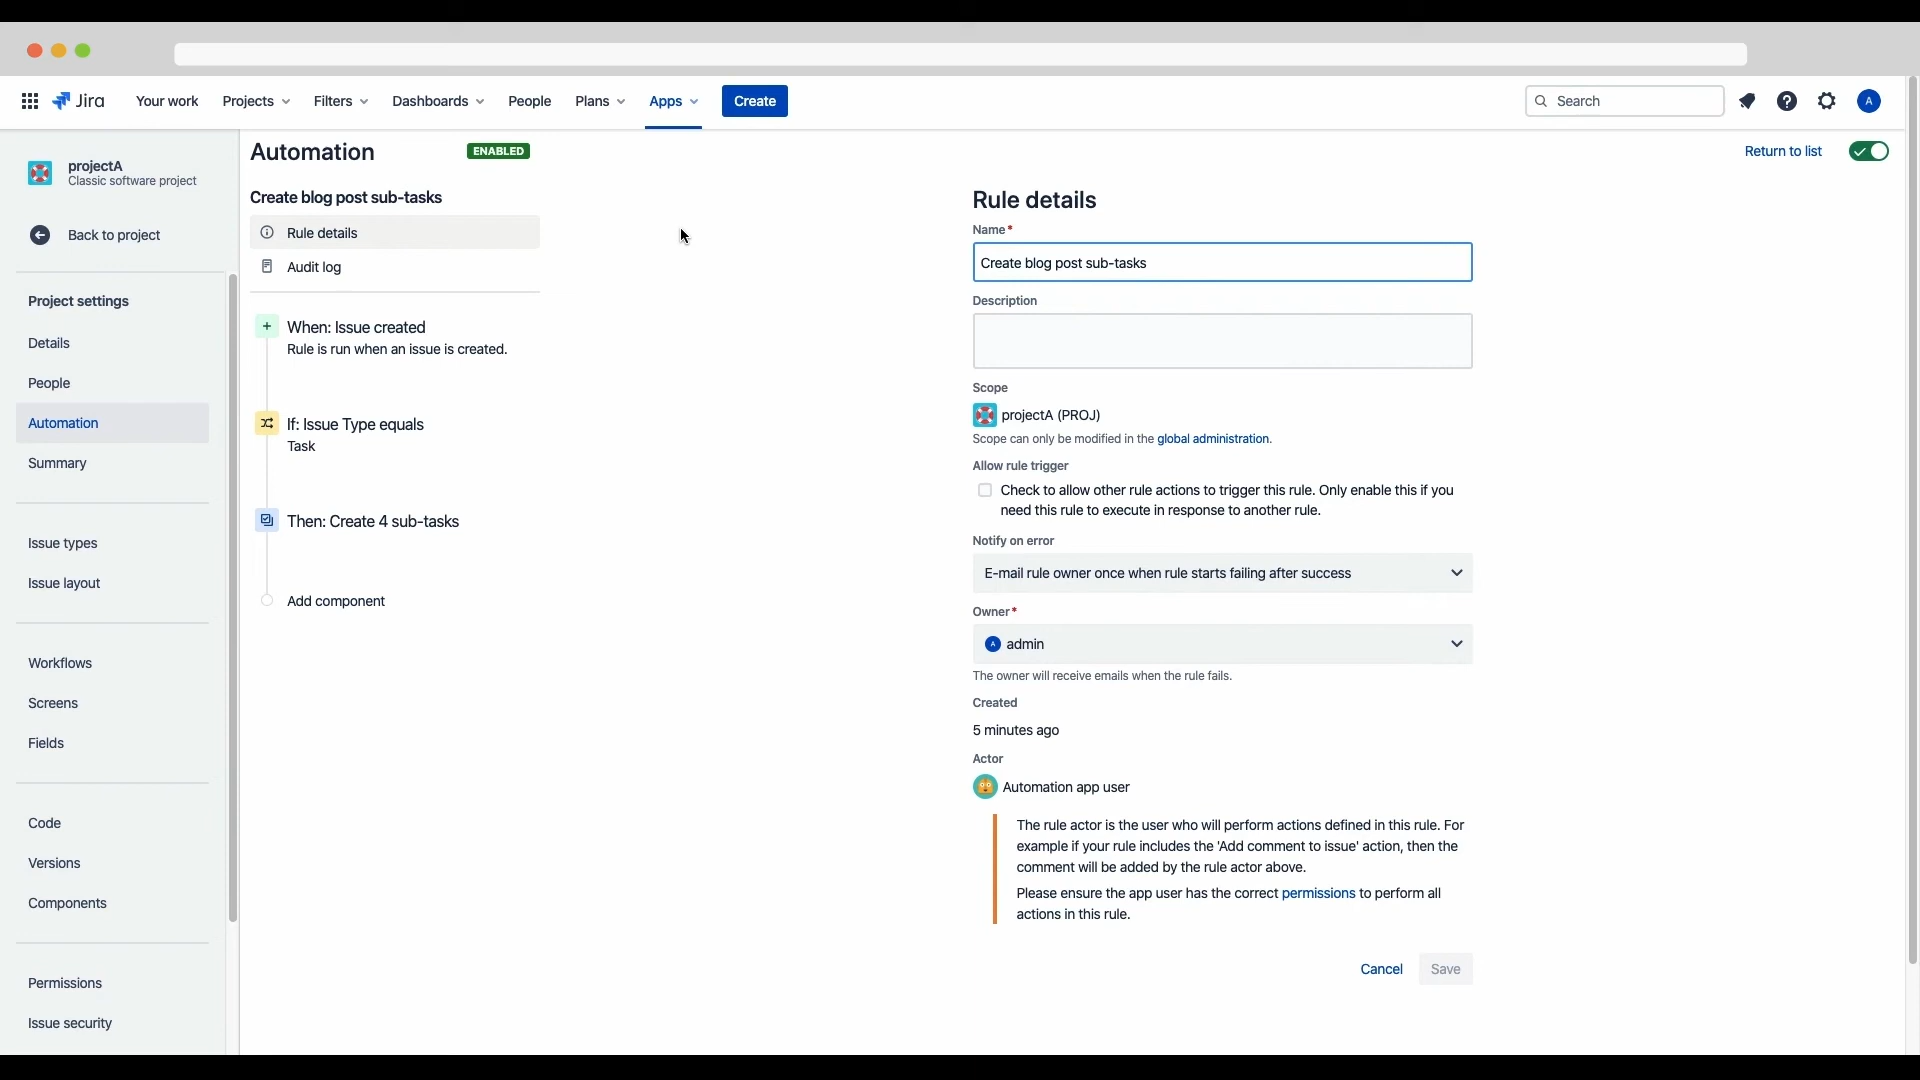 Jira
Your work
Projects
Filters
Dashboards
People
Plans
Apps
Create
Search
A
projectA
Classic software project
Back to project
Project settings
Details
People
Automation
Summary
Issue types
Issue layout
Workflows
Screens
Fields
Code
Versions
Components
Permissions
Issue security
Automation
ENABLED
Return to list
Create blog post sub-tasks
Rule details
Audit log
When: Issue created
Rule is run when an issue is created.
If: Issue Type equals
Task
Then: Create 4 sub-tasks
Add component
Rule details
Name*
Create blog post sub-tasks
Description
Scope
projectA (PROJ)
Scope can only be modified in the global administration.
Allow rule trigger
Check to allow other rule actions to trigger this rule. Only enable this if you
need this rule to execute in response to another rule.
Notify on error
E-mail rule owner once when rule starts failing after success
Owner*
A admin
The owner will receive emails when the rule fails.
Created
5 minutes ago
Actor
Automation app user
The rule actor is the user who will perform actions defined in this rule. For
example if your rule includes the 'Add comment to issue' action, then the
comment will be added by the rule actor above.
Please ensure the app user has the correct permissions to perform all
actions in this rule.
Cancel
Save